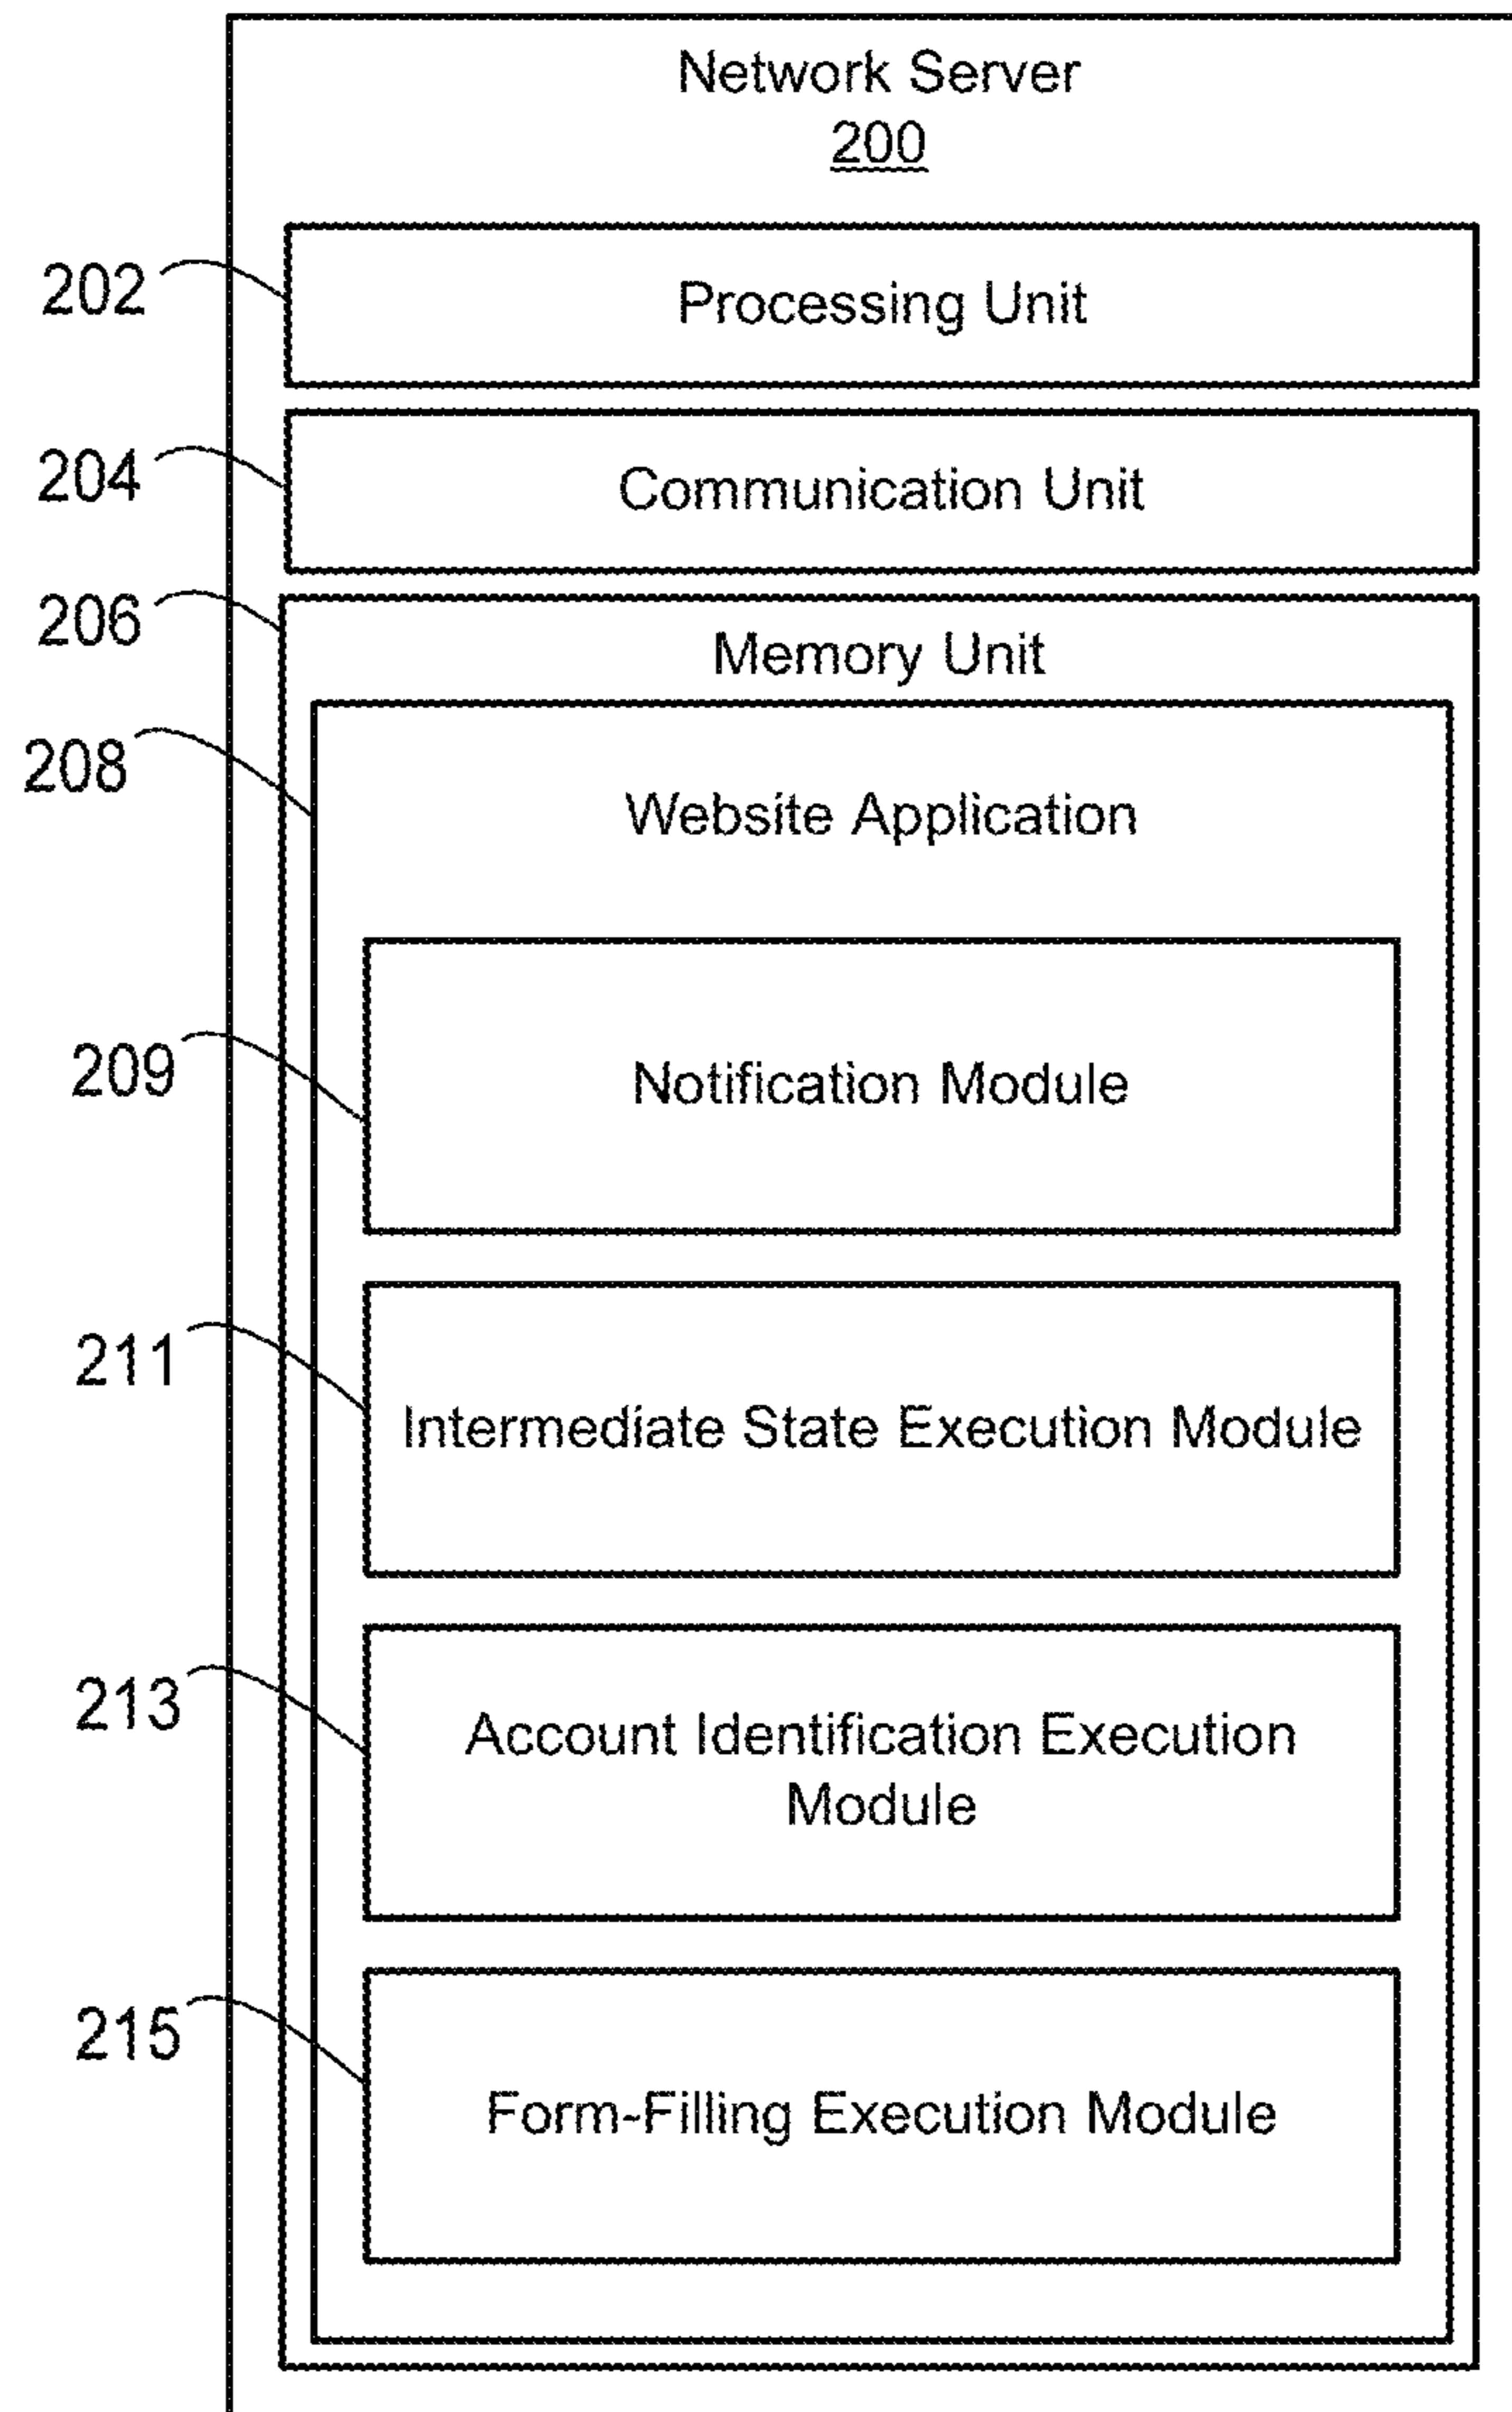 Network Server
200
202
Processing Unit
204
Communication Unit
206
Memory Unit
208
Website Application
209
Notification Module
211
Intermediate State Execution Module
213
Account Identification Execution
Module
215
Form-Filling Execution Module